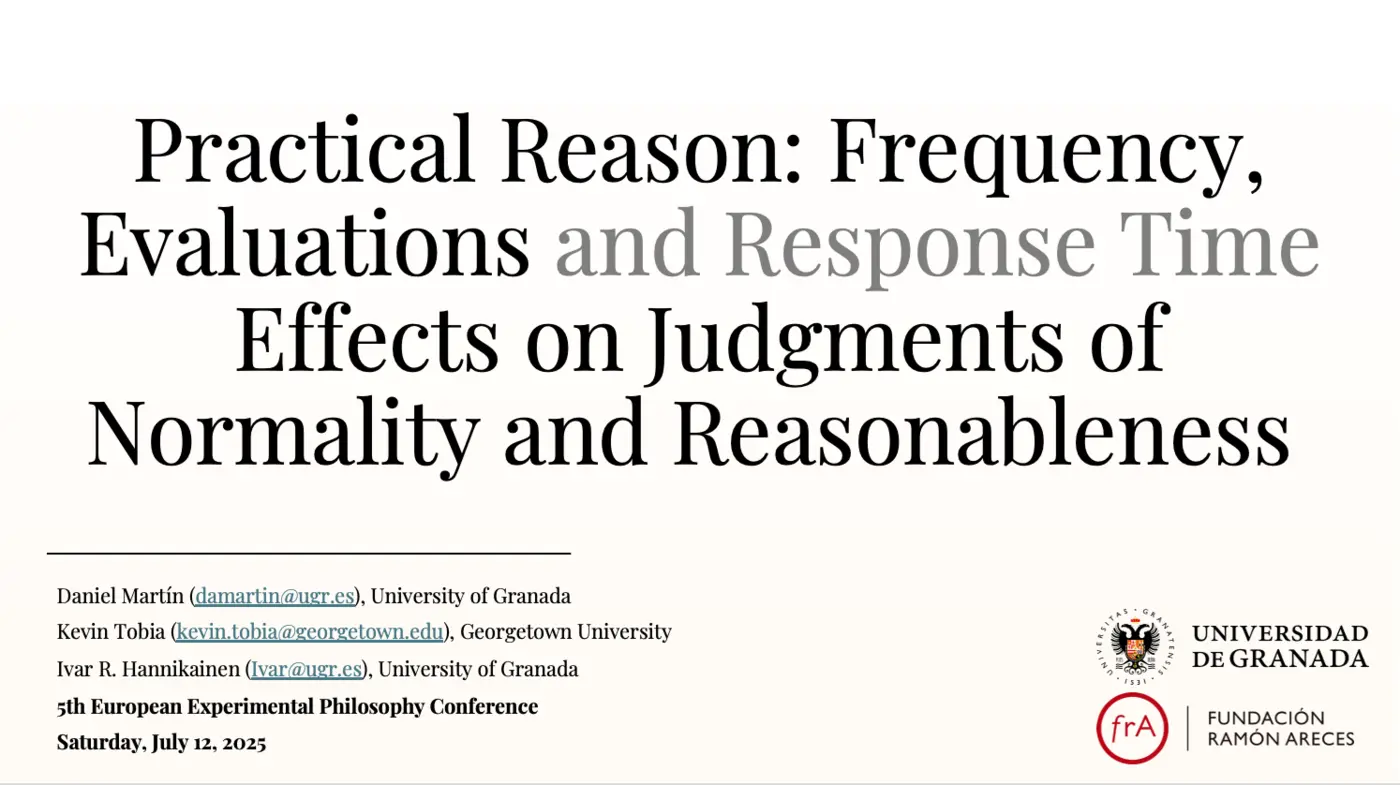 Practical Reason: Frequency,
Evaluations and Response Time
Effects on Judgments of
Normality and Reasonableness
Daniel Martín (damartin@ugr.es), University of Granada
Kevin Tobia (kevin.tobia@georgetown.edu), Georgetown University
Ivar R. Hannikainen (Ivar@ugr.es), University of Granada
5th European Experimental Philosophy Conference
Saturday, July 12, 2025
UNIVERSITAS · GRANATENSIS · 1531 ·
UNIVERSIDAD
DE GRANADA
frA
FUNDACIÓN
RAMÓN ARECES